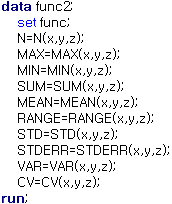 data func2;
set func;
N=N(x,y,z);
MAX=MAX(x,y,z);
MIN=MIN(x,y,z);
SUM=SUM(x,y,z);
MEAN=MEAN(x,y,z);
RANGE=RANGE(x,y,z);
STD=STD(x,y,z);
STDERR=STDERR(x,y,z);
VAR=VAR(x,y,z);
CV=CV(x,y,z);
run;